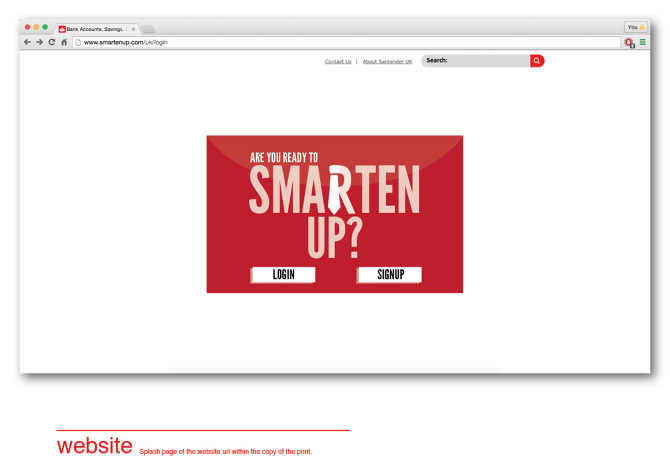 Bank Accounts, Savings, L
You
www.smartenup.com/uk/login
Contact Us | About Santander UK
Search:
ARE YOU READY TO
SMARTEN
UP?
LOGIN SIGNUP
website Splash page of the website url within the copy of the print.